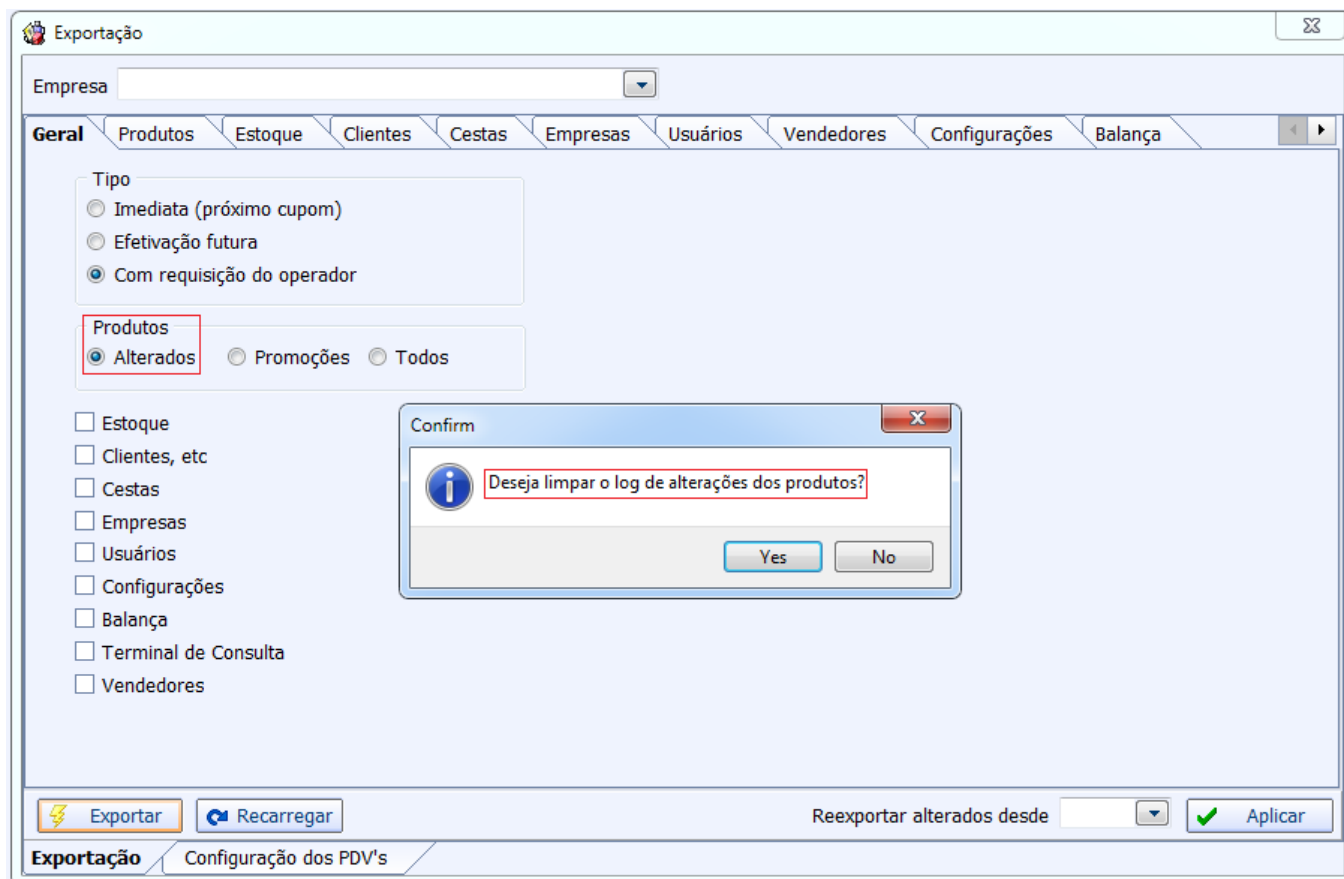 Exportação
Empresa
Geral Produtos Estoque Clientes Cestas Empresas Usuários Vendedores Configurações Balança
Tipo
Imediata (próximo cupom)
Efetivação futura
Com requisição do operador
Produtos
Alterados Promoções Todos
Estoque
Clientes, etc
Cestas
Empresas
Usuários
Configurações
Balança
Terminal de Consulta
Vendedores
Confirm
Deseja limpar o log de alterações dos produtos?
Yes No
Exportar Recarregar Reexportar alterados desde Aplicar
Exportação Configuração dos PDV's